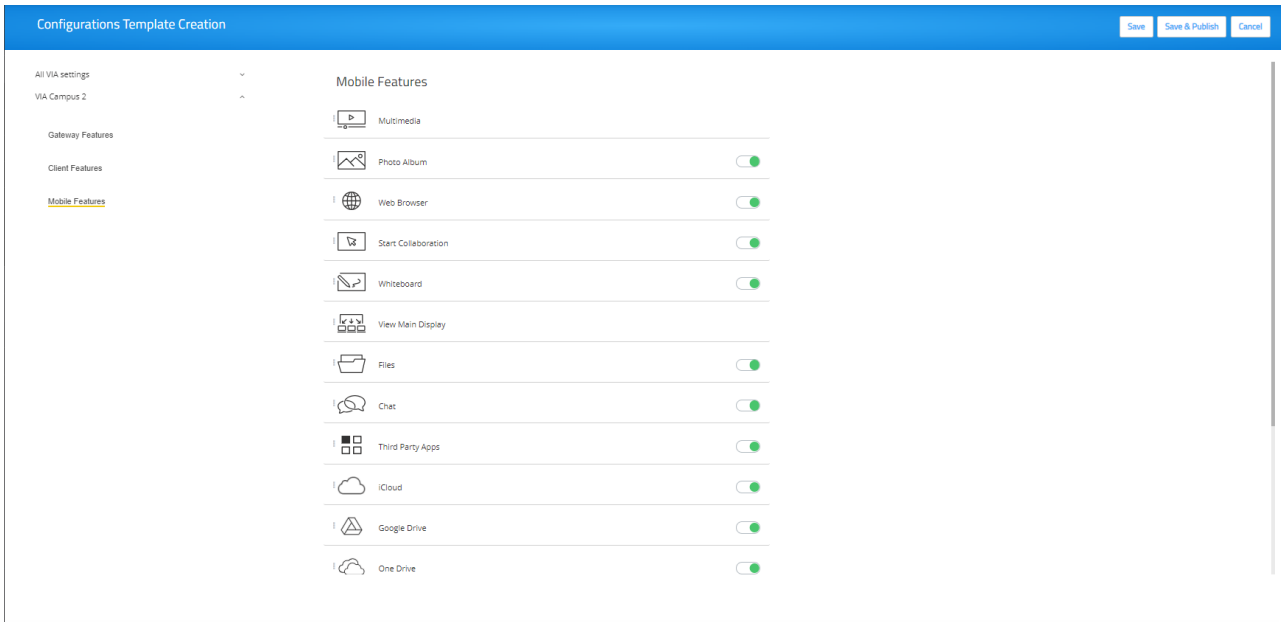 Configurations Template Creation
Save
Save & Publish
Cancel
All VIA settings
VIA Campus 2
Gateway Features
Client Features
Mobile Features
Mobile Features
Multimedia
Photo Album
Web Browser
Start Collaboration
Whiteboard
View Main Display
Files
Chat
Third Party Apps
iCloud
Google Drive
One Drive